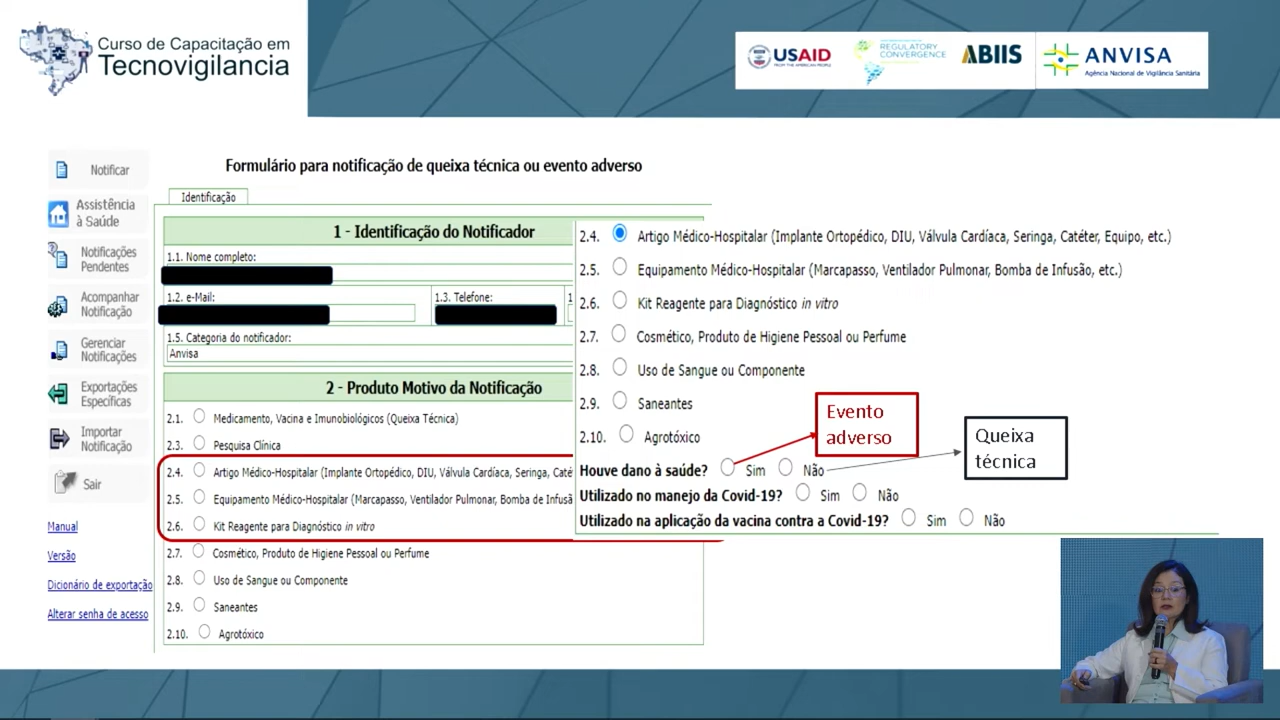 Curso de Capacitação em
Tecnovigilancia
USAID
FROM THE AMERICAN PEOPLE
REGULATORY
CONVERGENCE
ABIIS
ANVISA
Agência Nacional de Vigilância Sanitária
Notificar
Assistência
à Saúde
Notificações
Pendentes
Acompanhar
Notificação
Gerenciar
Notificações
Exportações
Específicas
Importar
Notificação
Sair
Manual
Versão
Dicionário de exportação
Alterar senha de acesso
Formulário para notificação de queixa técnica ou evento adverso
Identificação
1 - Identificação do Notificador
1.1. Nome completo:
1.2. e-Mail:
1.3. Telefone:
1
1.5. Categoria do notificador:
Anvisa
2 - Produto Motivo da Notificação
2.1. Medicamento, Vacina e Imunobiológicos (Queixa Técnica)
2.3. Pesquisa Clínica
2.4. Artigo Médico-Hospitalar (Implante Ortopédico, DIU, Válvula Cardíaca, Seringa, Caté
2.5. Equipamento Médico-Hospitalar (Marcapasso, Ventilador Pulmonar, Bomba de Infusã
2.6. Kit Reagente para Diagnóstico in vitro
2.7. Cosmético, Produto de Higiene Pessoal ou Perfume
2.8. Uso de Sangue ou Componente
2.9. Saneantes
2.10. Agrotóxico
2.4. Artigo Médico-Hospitalar (Implante Ortopédico, DIU, Válvula Cardíaca, Seringa, Catéter, Equipo, etc.)
2.5. Equipamento Médico-Hospitalar (Marcapasso, Ventilador Pulmonar, Bomba de Infusão, etc.)
2.6. Kit Reagente para Diagnóstico in vitro
2.7. Cosmético, Produto de Higiene Pessoal ou Perfume
2.8. Uso de Sangue ou Componente
2.9. Saneantes
2.10. Agrotóxico
Houve dano à saúde? Sim Não
Utilizado no manejo da Covid-19? Sim Não
Utilizado na aplicação da vacina contra a Covid-19? Sim Não
Evento
adverso
Queixa
técnica